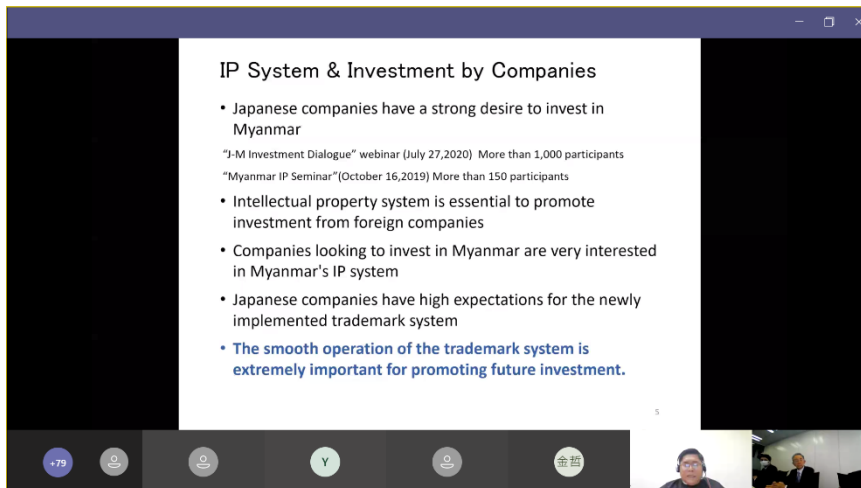 IP System & Investment by Companies
• Japanese companies have a strong desire to invest in
Myanmar
"J-M Investment Dialogue" webinar (July 27,2020) More than 1,000 participants
"Myanmar IP Seminar"(October 16,2019) More than 150 participants
• Intellectual property system is essential to promote
investment from foreign companies
• Companies looking to invest in Myanmar are very interested
in Myanmar's IP system
• Japanese companies have high expectations for the newly
implemented trademark system
• The smooth operation of the trademark system is
extremely important for promoting future investment.
5
+79
Y
金哲